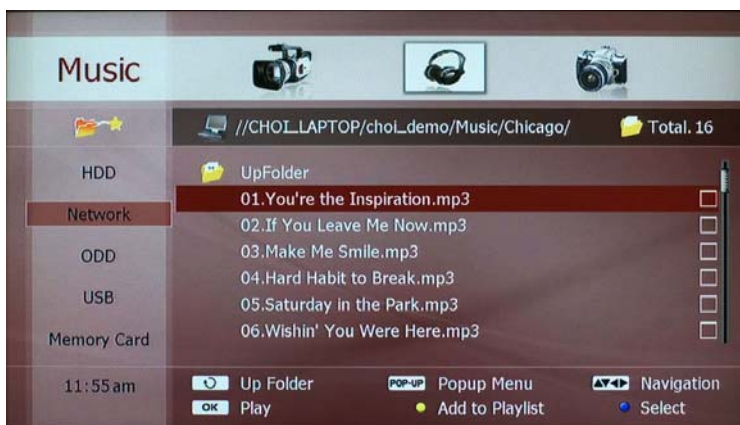 Music
//CHOI_LAPTOP/choi_demo/Music/Chicago/
Total. 16
HDD
Network
ODD
USB
Memory Card
11:55 am
UpFolder
01.You're the Inspiration.mp3
02.If You Leave Me Now.mp3
03.Make Me Smile.mp3
04.Hard Habit to Break.mp3
05.Saturday in the Park.mp3
06.Wishin' You Were Here.mp3
Up Folder
POP-UP Popup Menu
Navigation
OK Play
Add to Playlist
Select